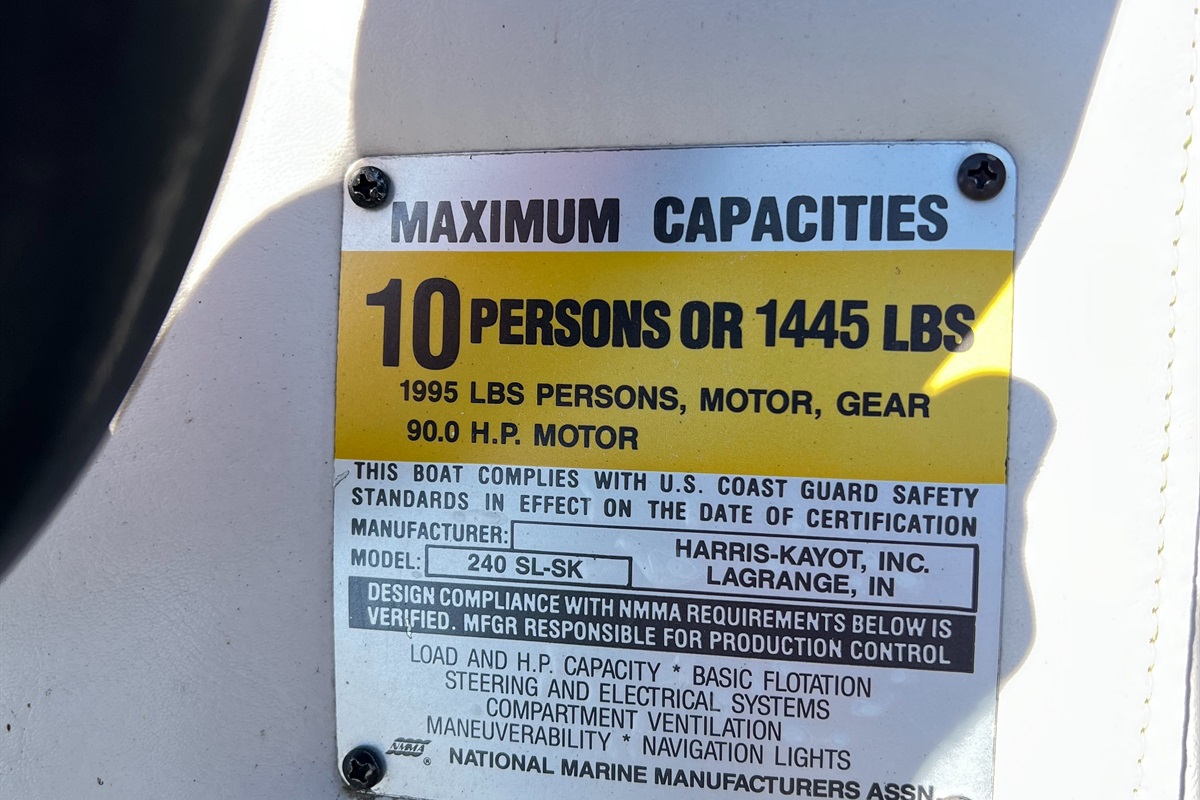 MAXIMUM CAPACITIES
10 PERSONS OR 1445 LBS
1995 LBS PERSONS, MOTOR, GEAR
90.0 H.P. MOTOR
THIS BOAT COMPLIES WITH U.S. COAST GUARD SAFETY
STANDARDS IN EFFECT ON THE DATE OF CERTIFICATION
MANUFACTURER: HARRIS-KAYOT, INC.
LAGRANGE, IN
MODEL: 240 SL-SK
DESIGN COMPLIANCE WITH NMMA REQUIREMENTS BELOW IS
VERIFIED. MFGR RESPONSIBLE FOR PRODUCTION CONTROL
LOAD AND H.P. CAPACITY * BASIC FLOTATION
STEERING AND ELECTRICAL SYSTEMS
COMPARTMENT VENTILATION
MANEUVERABILITY * NAVIGATION LIGHTS
NMMA ® NATIONAL MARINE MANUFACTURERS ASSN.